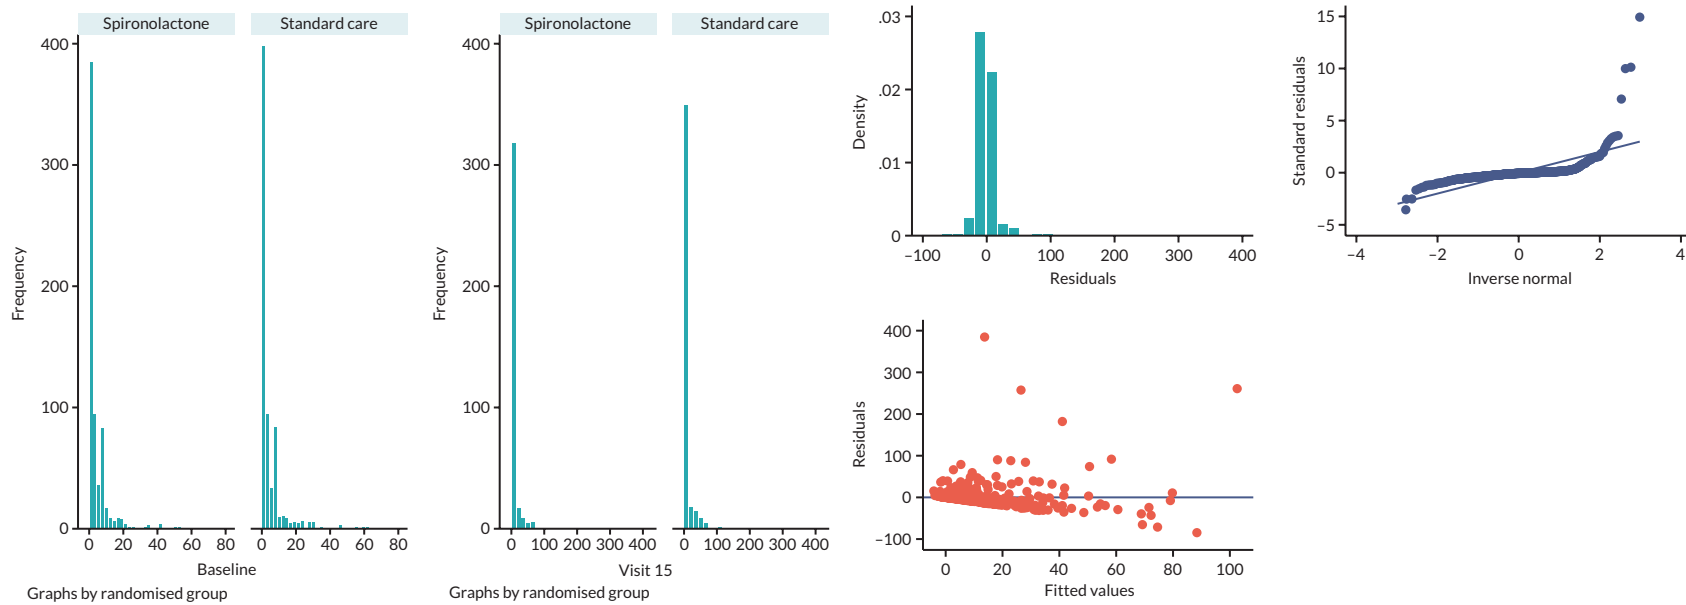 Spironolactone
Standard care
400
300
200
100
0
Frequency
0 20 40 60 80
0 20 40 60 80
Baseline
Graphs by randomised group
Spironolactone
Standard care
400
300
200
100
0
Frequency
0 100 200 300 400
0 100 200 300 400
Visit 15
Graphs by randomised group
.03
.02
.01
0
Density
–100 0 100 200 300 400
Residuals
15
10
5
0
–5
Standard residuals
–4 –2 0 2 4
Inverse normal
400
300
200
100
0
–100
Residuals
0 20 40 60 80 100
Fitted values